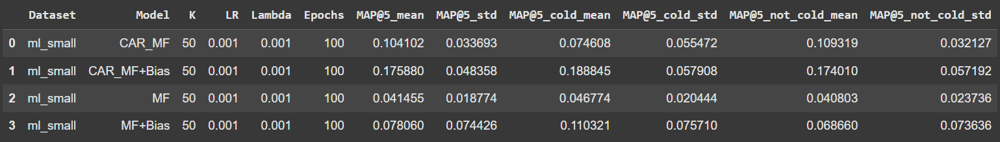 Dataset Model K LR Lambda Epochs MAP@5_mean MAP@5_std MAP@5_cold_mean MAP@5_cold_std MAP@5_not_cold_mean MAP@5_not_cold_std
0 ml_small CAR_MF 50 0.001 0.001 100 0.104102 0.033693 0.074608 0.055472 0.109319 0.032127
1 ml_small CAR_MF+Bias 50 0.001 0.001 100 0.175880 0.048358 0.188845 0.057908 0.174010 0.057192
2 ml_small MF 50 0.001 0.001 100 0.041455 0.018774 0.046774 0.020444 0.040803 0.023736
3 ml_small MF+Bias 50 0.001 0.001 100 0.078060 0.074426 0.110321 0.075710 0.068660 0.073636